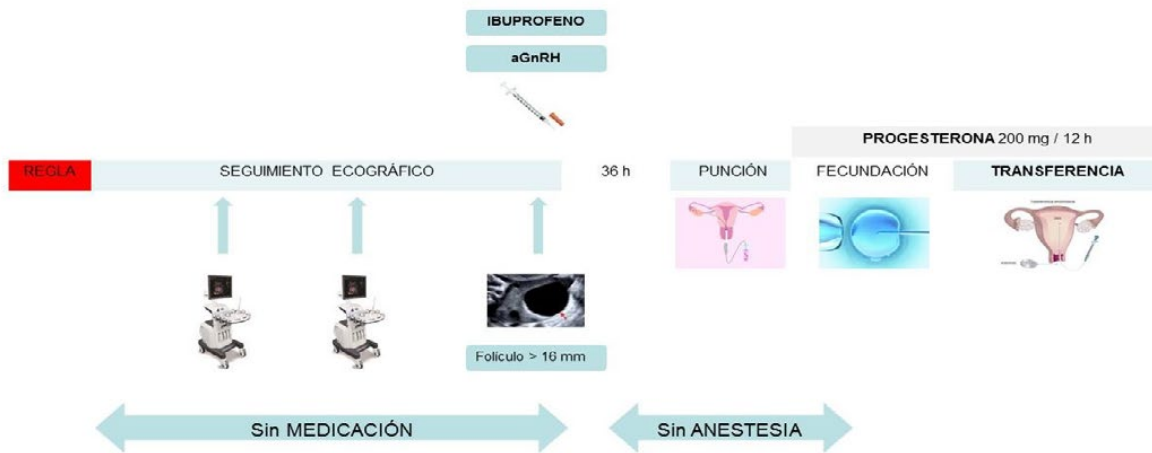 IBUPROFENO
aGnRH
PROGESTERONA 200 mg / 12 h
REGLA
SEGUIMIENTO ECOGRÁFICO
36 h
PUNCIÓN
FECUNDACIÓN
TRANSFERENCIA
Folículo > 16 mm
Sin MEDICACIÓN
Sin ANESTESIA